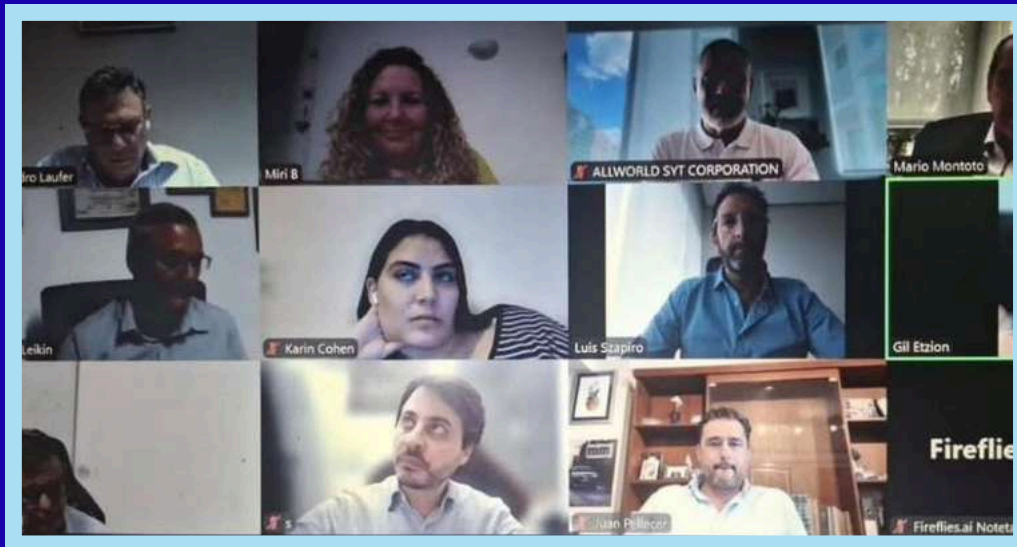 dro Laufer
Miri B
ALLWORLD SYT CORPORATION
Mario Montoto
Leikin
Karin Cohen
Luis Szapiro
Gil Etzion
s
Juan Pellecer
Fireflie
Fireflies.ai Noteta